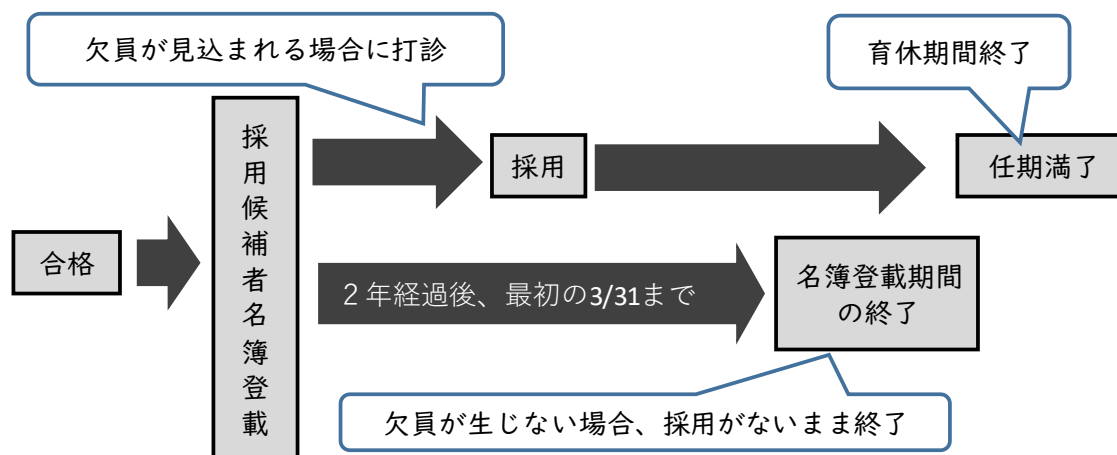 欠員が見込まれる場合に打診
育休期間終了
採用候補者名簿登載
採用
任期満了
合格
２年経過後、最初の3/31まで
名簿登載期間
の終了
欠員が生じない場合、採用がないまま終了